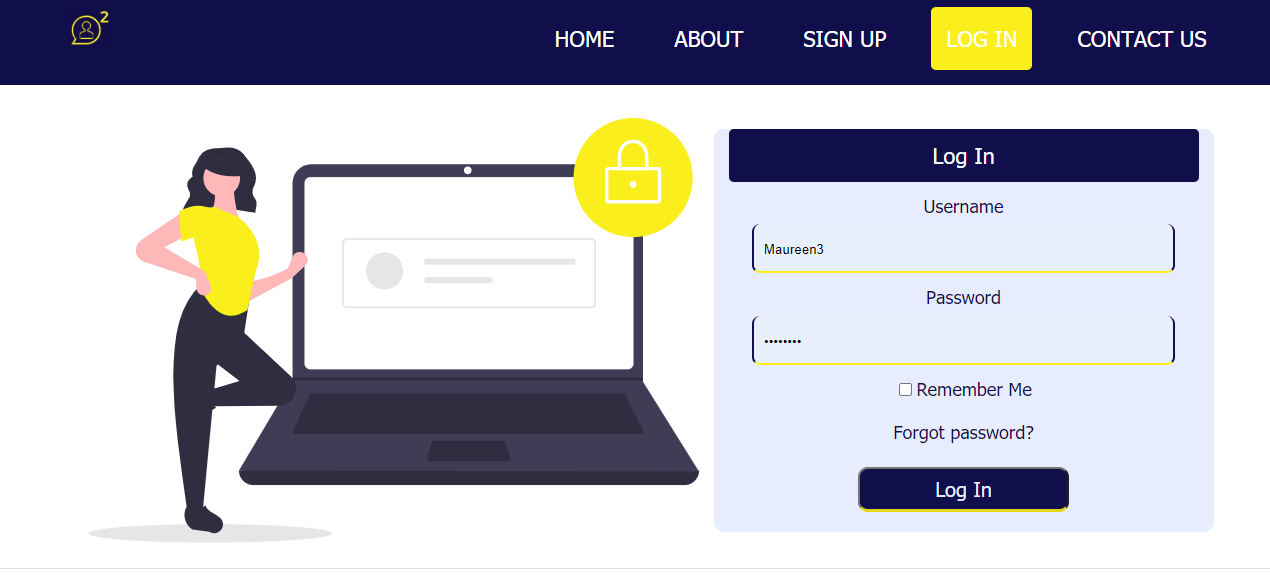 2
HOME ABOUT SIGN UP LOG IN CONTACT US
Log In
Username
Maureen3
Password
••••••••
Remember Me
Forgot password?
Log In